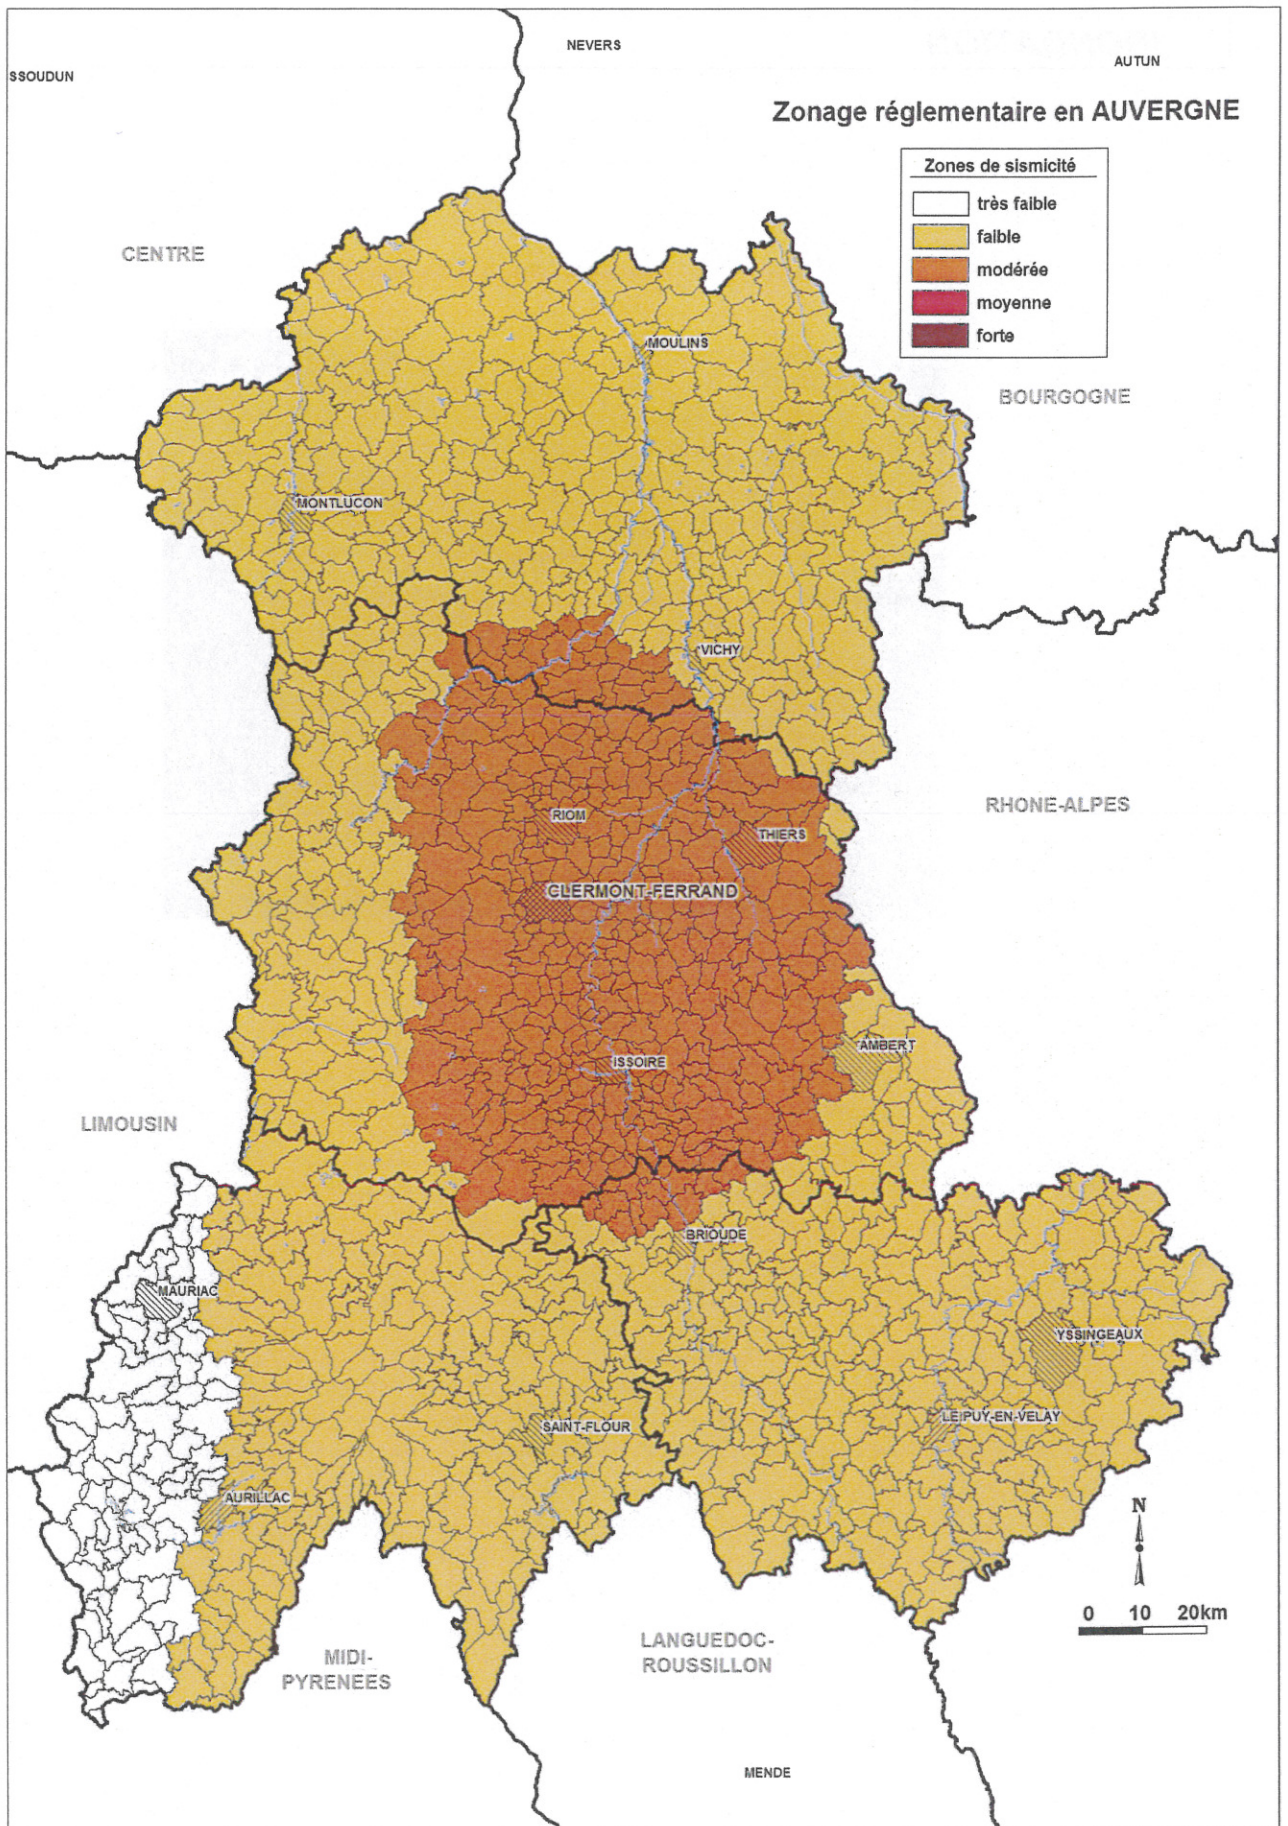 NEVERS
AUTUN
SSOUDUN
Zonage réglementaire en AUVERGNE
Zones de sismicité
très faible
faible
modérée
moyenne
forte
CENTRE
MOULINS
BOURGOGNE
MONTLUCON
VICHY
RHONE-ALPES
RIOM
THIERS
CLERMONT-FERRAND
AMBERT
ISSOIRE
LIMOUSIN
BRIOUDE
MAURIAC
YSSINGEAUX
LE PUY-EN-VELAY
SAINT-FLOUR
AURILLAC
N
0 10 20km
LANGUEDOC-
ROUSSILLON
MIDI-
PYRENEES
MENDE